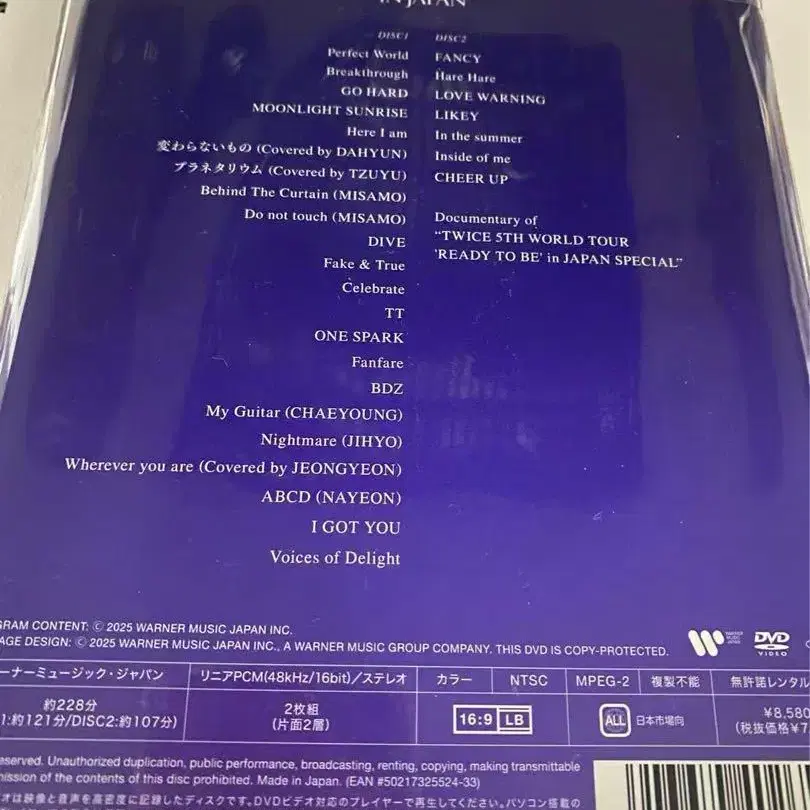 IN JAPAN
DISC1
Perfect World
Breakthrough
GO HARD
MOONLIGHT SUNRISE
Here I am
変わらないもの (Covered by DAHYUN)
プラネタリウム (Covered by TZUYU)
Behind The Curtain (MISAMO)
Do not touch (MISAMO)
DIVE
Fake & True
Celebrate
TT
ONE SPARK
Fanfare
BDZ
My Guitar (CHAEYOUNG)
Nightmare (JIHYO)
Wherever you are (Covered by JEONGYEON)
ABCD (NAYEON)
I GOT YOU
Voices of Delight
DISC2
FANCY
Hare Hare
LOVE WARNING
LIKEY
In the summer
Inside of me
CHEER UP
Documentary of
“TWICE 5TH WORLD TOUR
'READY TO BE' in JAPAN SPECIAL”
GRAM CONTENT: © 2025 WARNER MUSIC JAPAN INC.
AGE DESIGN: © 2025 WARNER MUSIC JAPAN INC., A WARNER MUSIC GROUP COMPANY. THIS DVD IS COPY-PROTECTED.
WARNER MUSIC JAPAN
DVD VIDEO
ーナーミュージック・ジャパン
リニアPCM(48kHz/16bit)/ステレオ
カラー
NTSC
MPEG-2
複製不能
無許諾レンタル
約228分
1:約121分/DISC2:約107分)
2枚組
(片面2層)
16:9 LB
ALL 日本市場向
¥8,580
(税抜価格¥7,
eserved. Unauthorized duplication, public performance, broadcasting, renting, copying, making transmittable
mission of the contents of this disc prohibited. Made in Japan. (EAN #50217325524-33)
オは映像と音声を高密度に記録したディスクです。DVDビデオ対応のプレイヤーで再生してください。パソコン搭載の